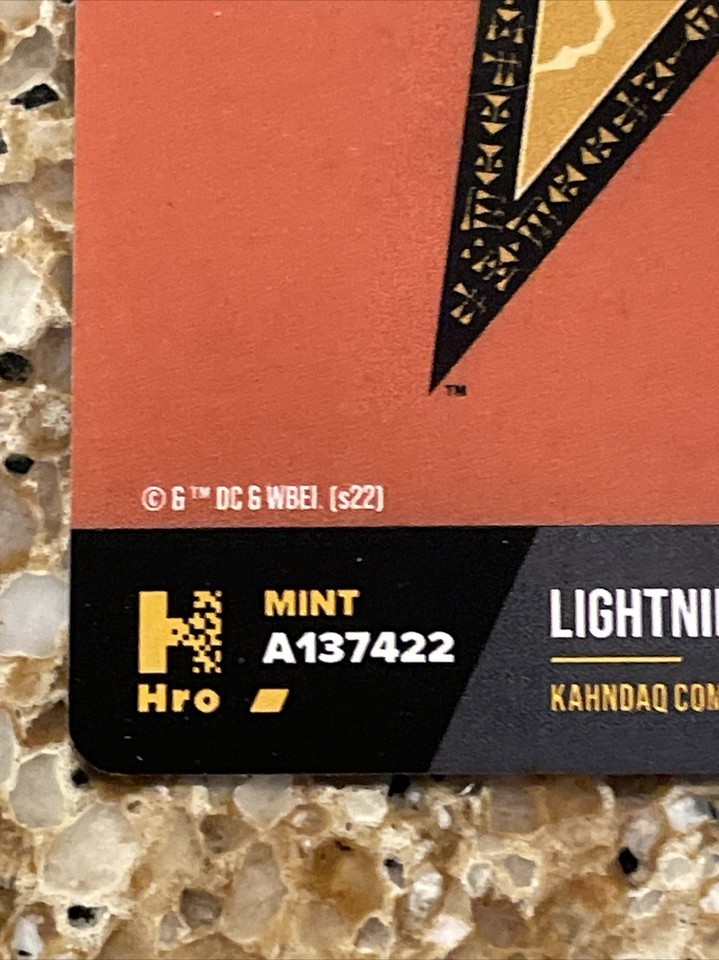 TM
© & ™ DC & WBEI. (s22)
MINT
A137422
Hro
LIGHTNI
KAHNDAQ CON